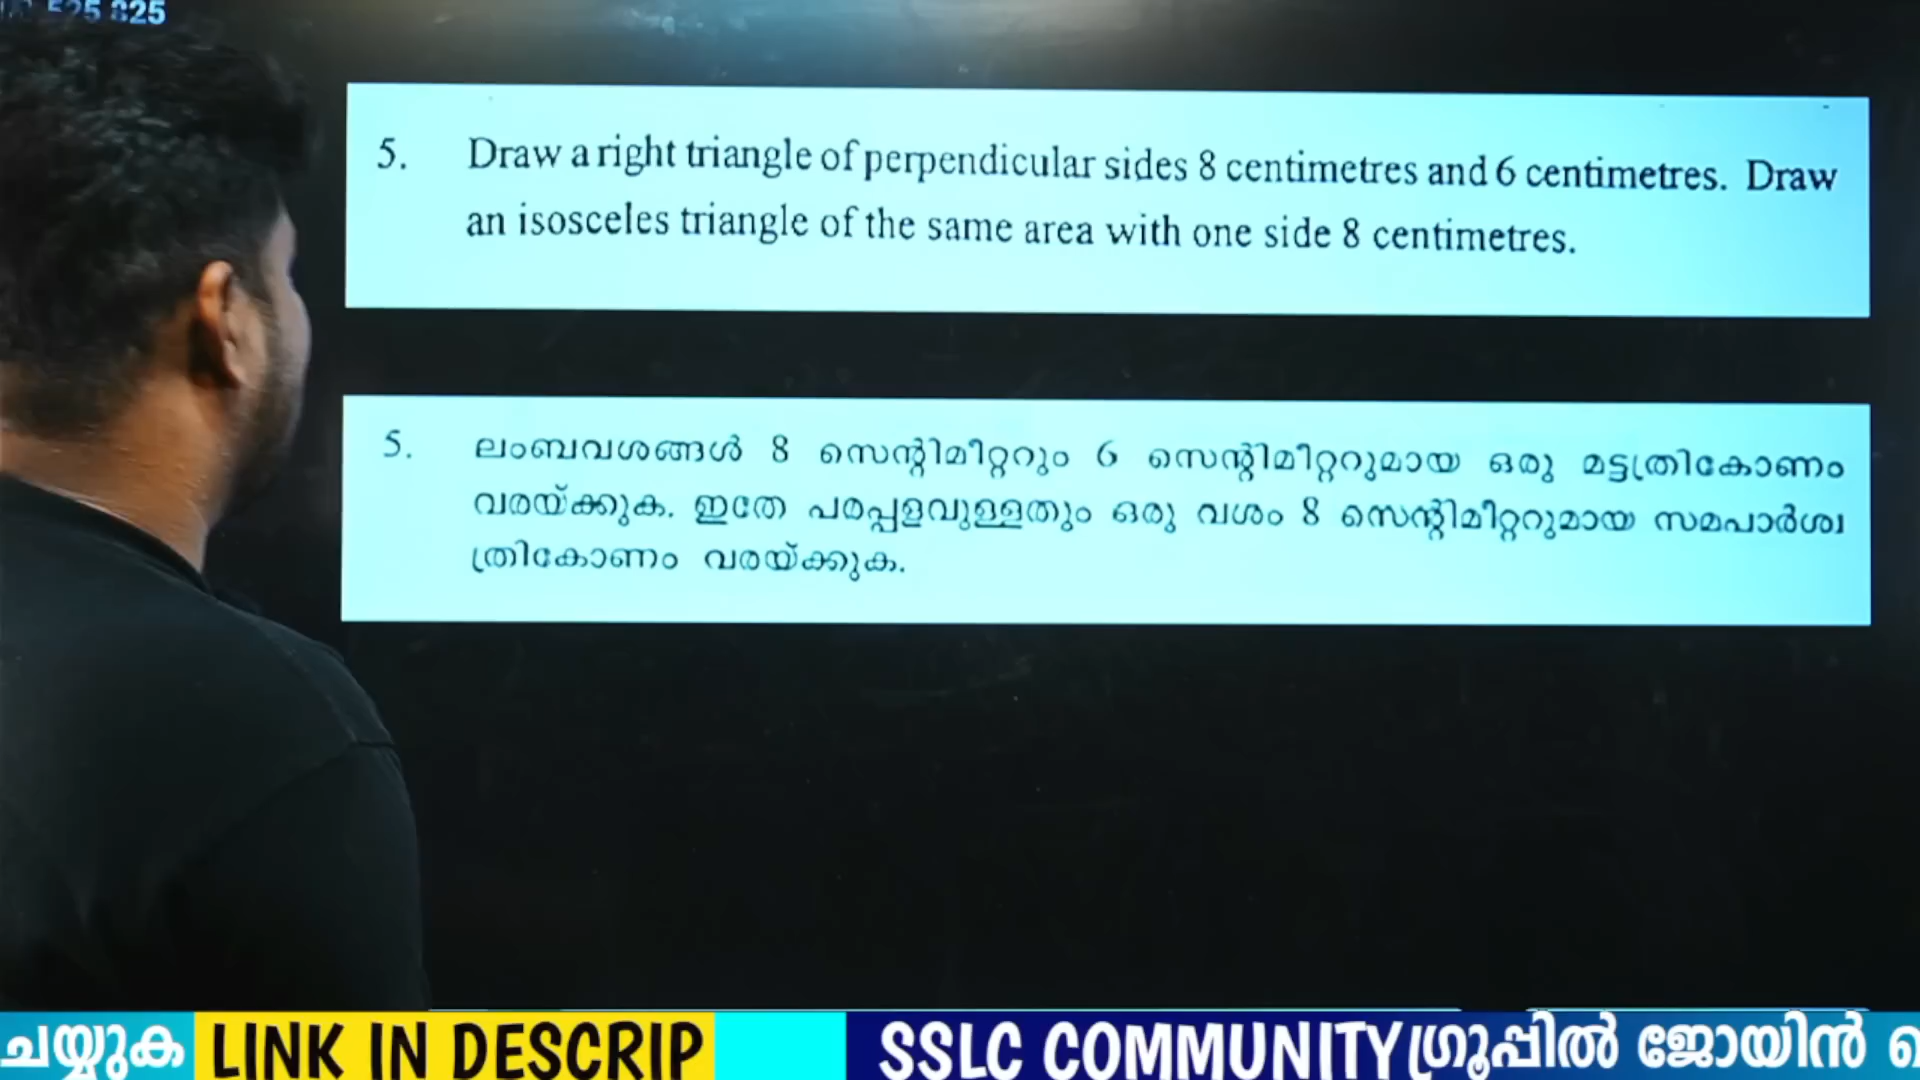 525 825
5. Draw a right triangle of perpendicular sides 8 centimetres and 6 centimetres. Draw
an isosceles triangle of the same area with one side 8 centimetres.
5. ലംബവശങ്ങൾ 8 സെന്റിമീറ്ററും 6 സെന്റിമീറ്ററുമായ ഒരു മട്ടത്രികോണം
വരയ്ക്കുക. ഇതേ പരപ്പളവുള്ളതും ഒരു വശം 8 സെന്റിമീറ്ററുമായ സമപാർശ്വ
ത്രികോണം വരയ്ക്കുക.
ചയ്യുക LINK IN DESCRIP SSLC COMMUNITY ഗ്രൂപ്പിൽ ജോയിൻ